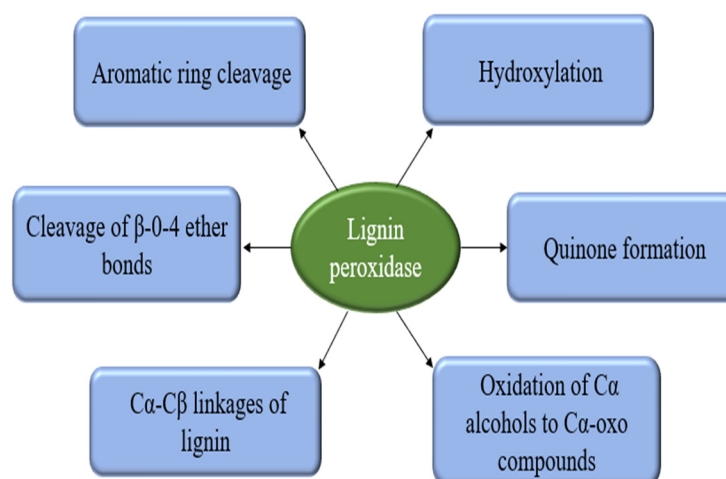 Aromatic ring cleavage
Hydroxylation
Cleavage of β-0-4 ether
bonds
Lignin
peroxidase
Quinone formation
Cα-Cβ linkages of
lignin
Oxidation of Cα
alcohols to Cα-oxo
compounds